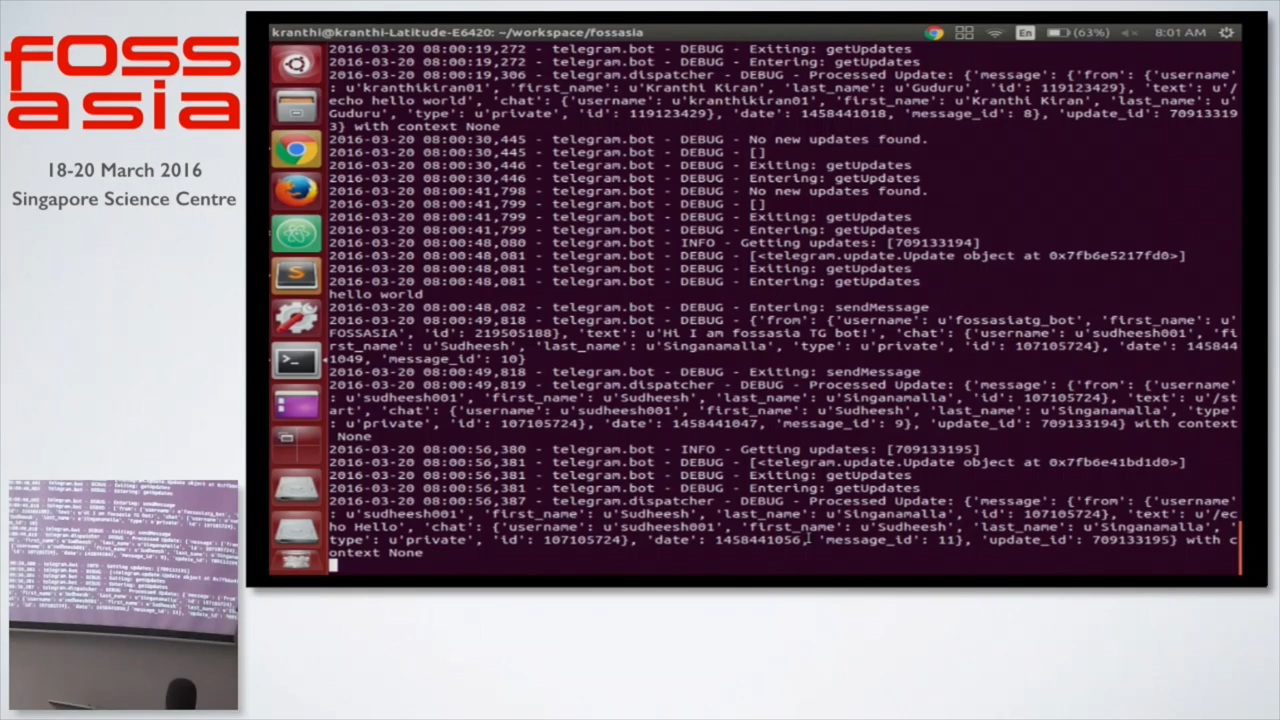 foss
asia
18-20 March 2016
Singapore Science Centre
kranthi@kranthi-Latitude-E6420: ~/workspace/fossasia
En
(63%)
8:01 AM
2016-03-20 08:00:19,272 - telegram.bot - DEBUG - Exiting: getUpdates
2016-03-20 08:00:19,272 - telegram.bot - DEBUG - Entering: getUpdates
2016-03-20 08:00:19,306 - telegram.dispatcher - DEBUG - Processed Update: {'message': {'from': {'username'
: u'kranthikiran01', 'first_name': u'Kranthi Kiran', 'last_name': u'Guduru', 'id': 119123429}, 'text': u'/
echo hello world', 'chat': {'username': u'kranthikiran01', 'first_name': u'Kranthi Kiran', 'last_name': u'
Guduru', 'type': u'private', 'id': 119123429}, 'date': 1458441018, 'message_id': 8}, 'update_id': 70913319
3} with context None
2016-03-20 08:00:30,445 - telegram.bot - DEBUG - No new updates found.
2016-03-20 08:00:30,445 - telegram.bot - DEBUG - []
2016-03-20 08:00:30,446 - telegram.bot - DEBUG - Exiting: getUpdates
2016-03-20 08:00:30,446 - telegram.bot - DEBUG - Entering: getUpdates
2016-03-20 08:00:41,798 - telegram.bot - DEBUG - No new updates found.
2016-03-20 08:00:41,799 - telegram.bot - DEBUG - []
2016-03-20 08:00:41,799 - telegram.bot - DEBUG - Exiting: getUpdates
2016-03-20 08:00:41,799 - telegram.bot - DEBUG - Entering: getUpdates
2016-03-20 08:00:48,080 - telegram.bot - INFO - Getting updates: [709133194]
2016-03-20 08:00:48,081 - telegram.bot - DEBUG - [<telegram.update.Update object at 0x7fb6e5217fd0>]
2016-03-20 08:00:48,081 - telegram.bot - DEBUG - Exiting: getUpdates
2016-03-20 08:00:48,081 - telegram.bot - DEBUG - Entering: getUpdates
hello world
2016-03-20 08:00:48,082 - telegram.bot - DEBUG - Entering: sendMessage
2016-03-20 08:00:49,818 - telegram.bot - DEBUG - {'from': {'username': u'fossasiatg_bot', 'first_name': u'
FOSSASIA', 'id': 219505188}, 'text': u'Hi I am fossasia TG bot!', 'chat': {'username': u'sudheesh001', 'fi
rst_name': u'Sudheesh', 'last_name': u'Singanamalla', 'type': u'private', 'id': 107105724}, 'date': 145844
1049, 'message_id': 10}
2016-03-20 08:00:49,818 - telegram.bot - DEBUG - Exiting: sendMessage
2016-03-20 08:00:49,819 - telegram.dispatcher - DEBUG - Processed Update: {'message': {'from': {'username'
: u'sudheesh001', 'first_name': u'Sudheesh', 'last_name': u'Singanamalla', 'id': 107105724}, 'text': u'/st
art', 'chat': {'username': u'sudheesh001', 'first_name': u'Sudheesh', 'last_name': u'Singanamalla', 'type'
: u'private', 'id': 107105724}, 'date': 1458441047, 'message_id': 9}, 'update_id': 709133194} with context
None
2016-03-20 08:00:56,380 - telegram.bot - INFO - Getting updates: [709133195]
2016-03-20 08:00:56,381 - telegram.bot - DEBUG - [<telegram.update.Update object at 0x7fb6e41bd1d0>]
2016-03-20 08:00:56,381 - telegram.bot - DEBUG - Exiting: getUpdates
2016-03-20 08:00:56,381 - telegram.bot - DEBUG - Entering: getUpdates
2016-03-20 08:00:56,387 - telegram.dispatcher - DEBUG - Processed Update: {'message': {'from': {'username'
: u'sudheesh001', 'first_name': u'Sudheesh', 'last_name': u'Singanamalla', 'id': 107105724}, 'text': u'/ec
ho Hello', 'chat': {'username': u'sudheesh001', 'first_name': u'Sudheesh', 'last_name': u'Singanamalla', '
type': u'private', 'id': 107105724}, 'date': 1458441056, 'message_id': 11}, 'update_id': 709133195} with c
ontext None